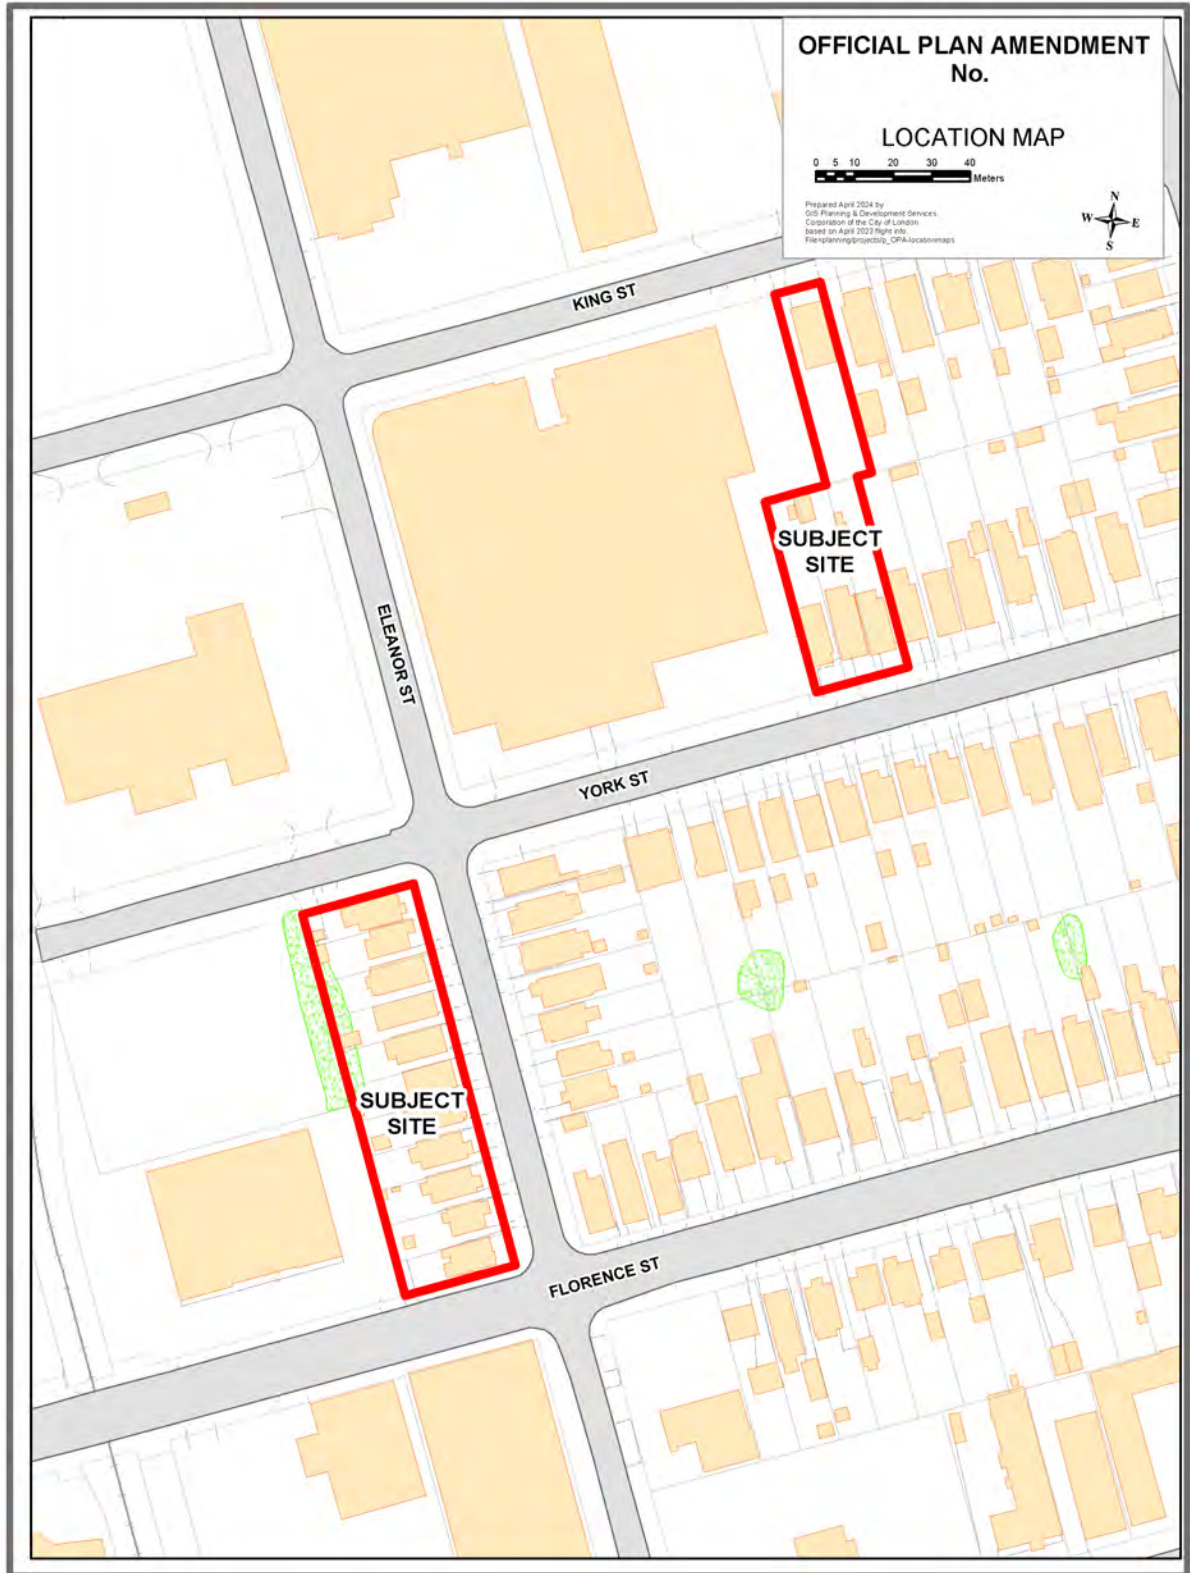 OFFICIAL PLAN AMENDMENT
No.
LOCATION MAP
0 5 10 20 30 40
Meters
Prepared April 2024 by
GIS Planning & Development Services
Corporation of the City of London
based on April 2023 flight info.
N
W E
S
KING ST
SUBJECT
SITE
ELEANOR ST
YORK ST
SUBJECT
SITE
FLORENCE ST